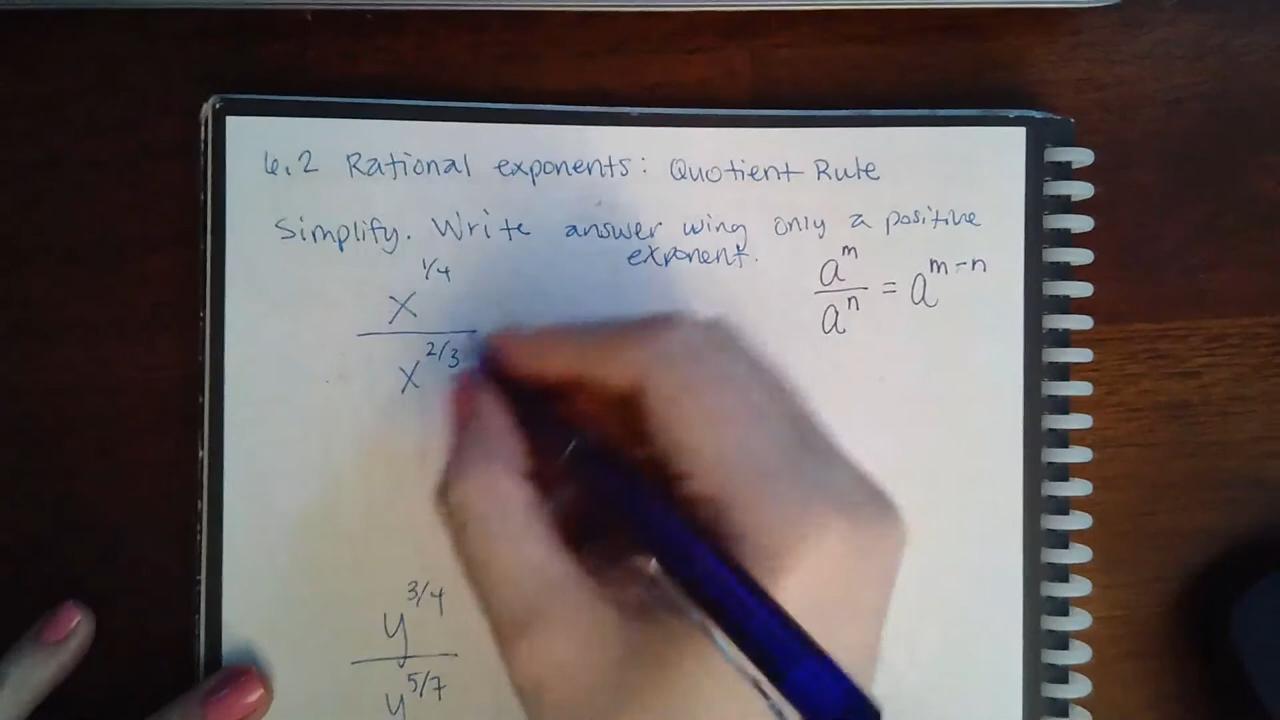 6.2 Rational exponents: Quotient Rule
Simplify. Write answer using only a positive
exponent.
x^1/4
x^2/3
a^m / a^n = a^m-n
y^3/4
y^5/7